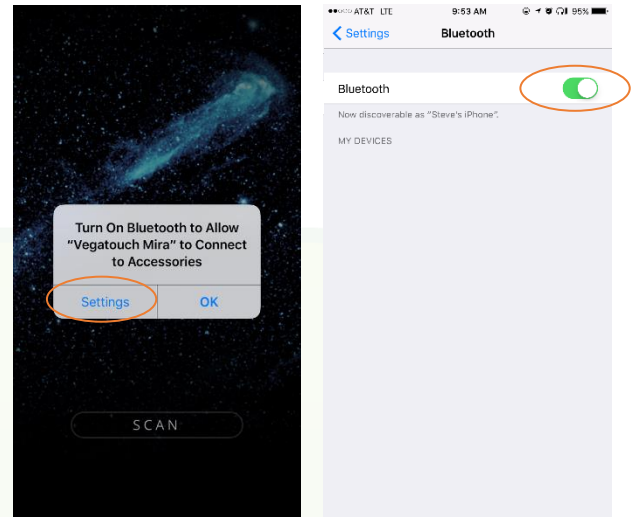 Turn On Bluetooth to Allow
“Vegatouch Mira” to Connect
to Accessories
Settings OK
SCAN
AT&T LTE 9:53 AM 95%
Settings Bluetooth
Bluetooth
Now discoverable as “Steve’s iPhone”.
MY DEVICES